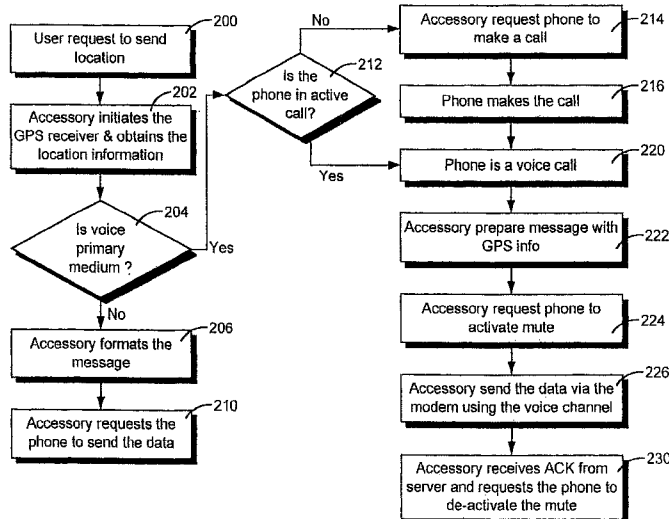 200
User request to send
location
202
Accessory initiates the
GPS receiver & obtains the
location information
204
Is voice
primary
medium ?
Yes
No
206
Accessory formats the
message
210
Accessory requests the
phone to send the data
212
Is the
phone in active
call?
No
Yes
214
Accessory request phone to
make a call
216
Phone makes the call
220
Phone is a voice call
222
Accessory prepare message with
GPS info
224
Accessory request phone to
activate mute
226
Accessory send the data via the
modem using the voice channel
230
Accessory receives ACK from
server and requests the phone to
de-activate the mute